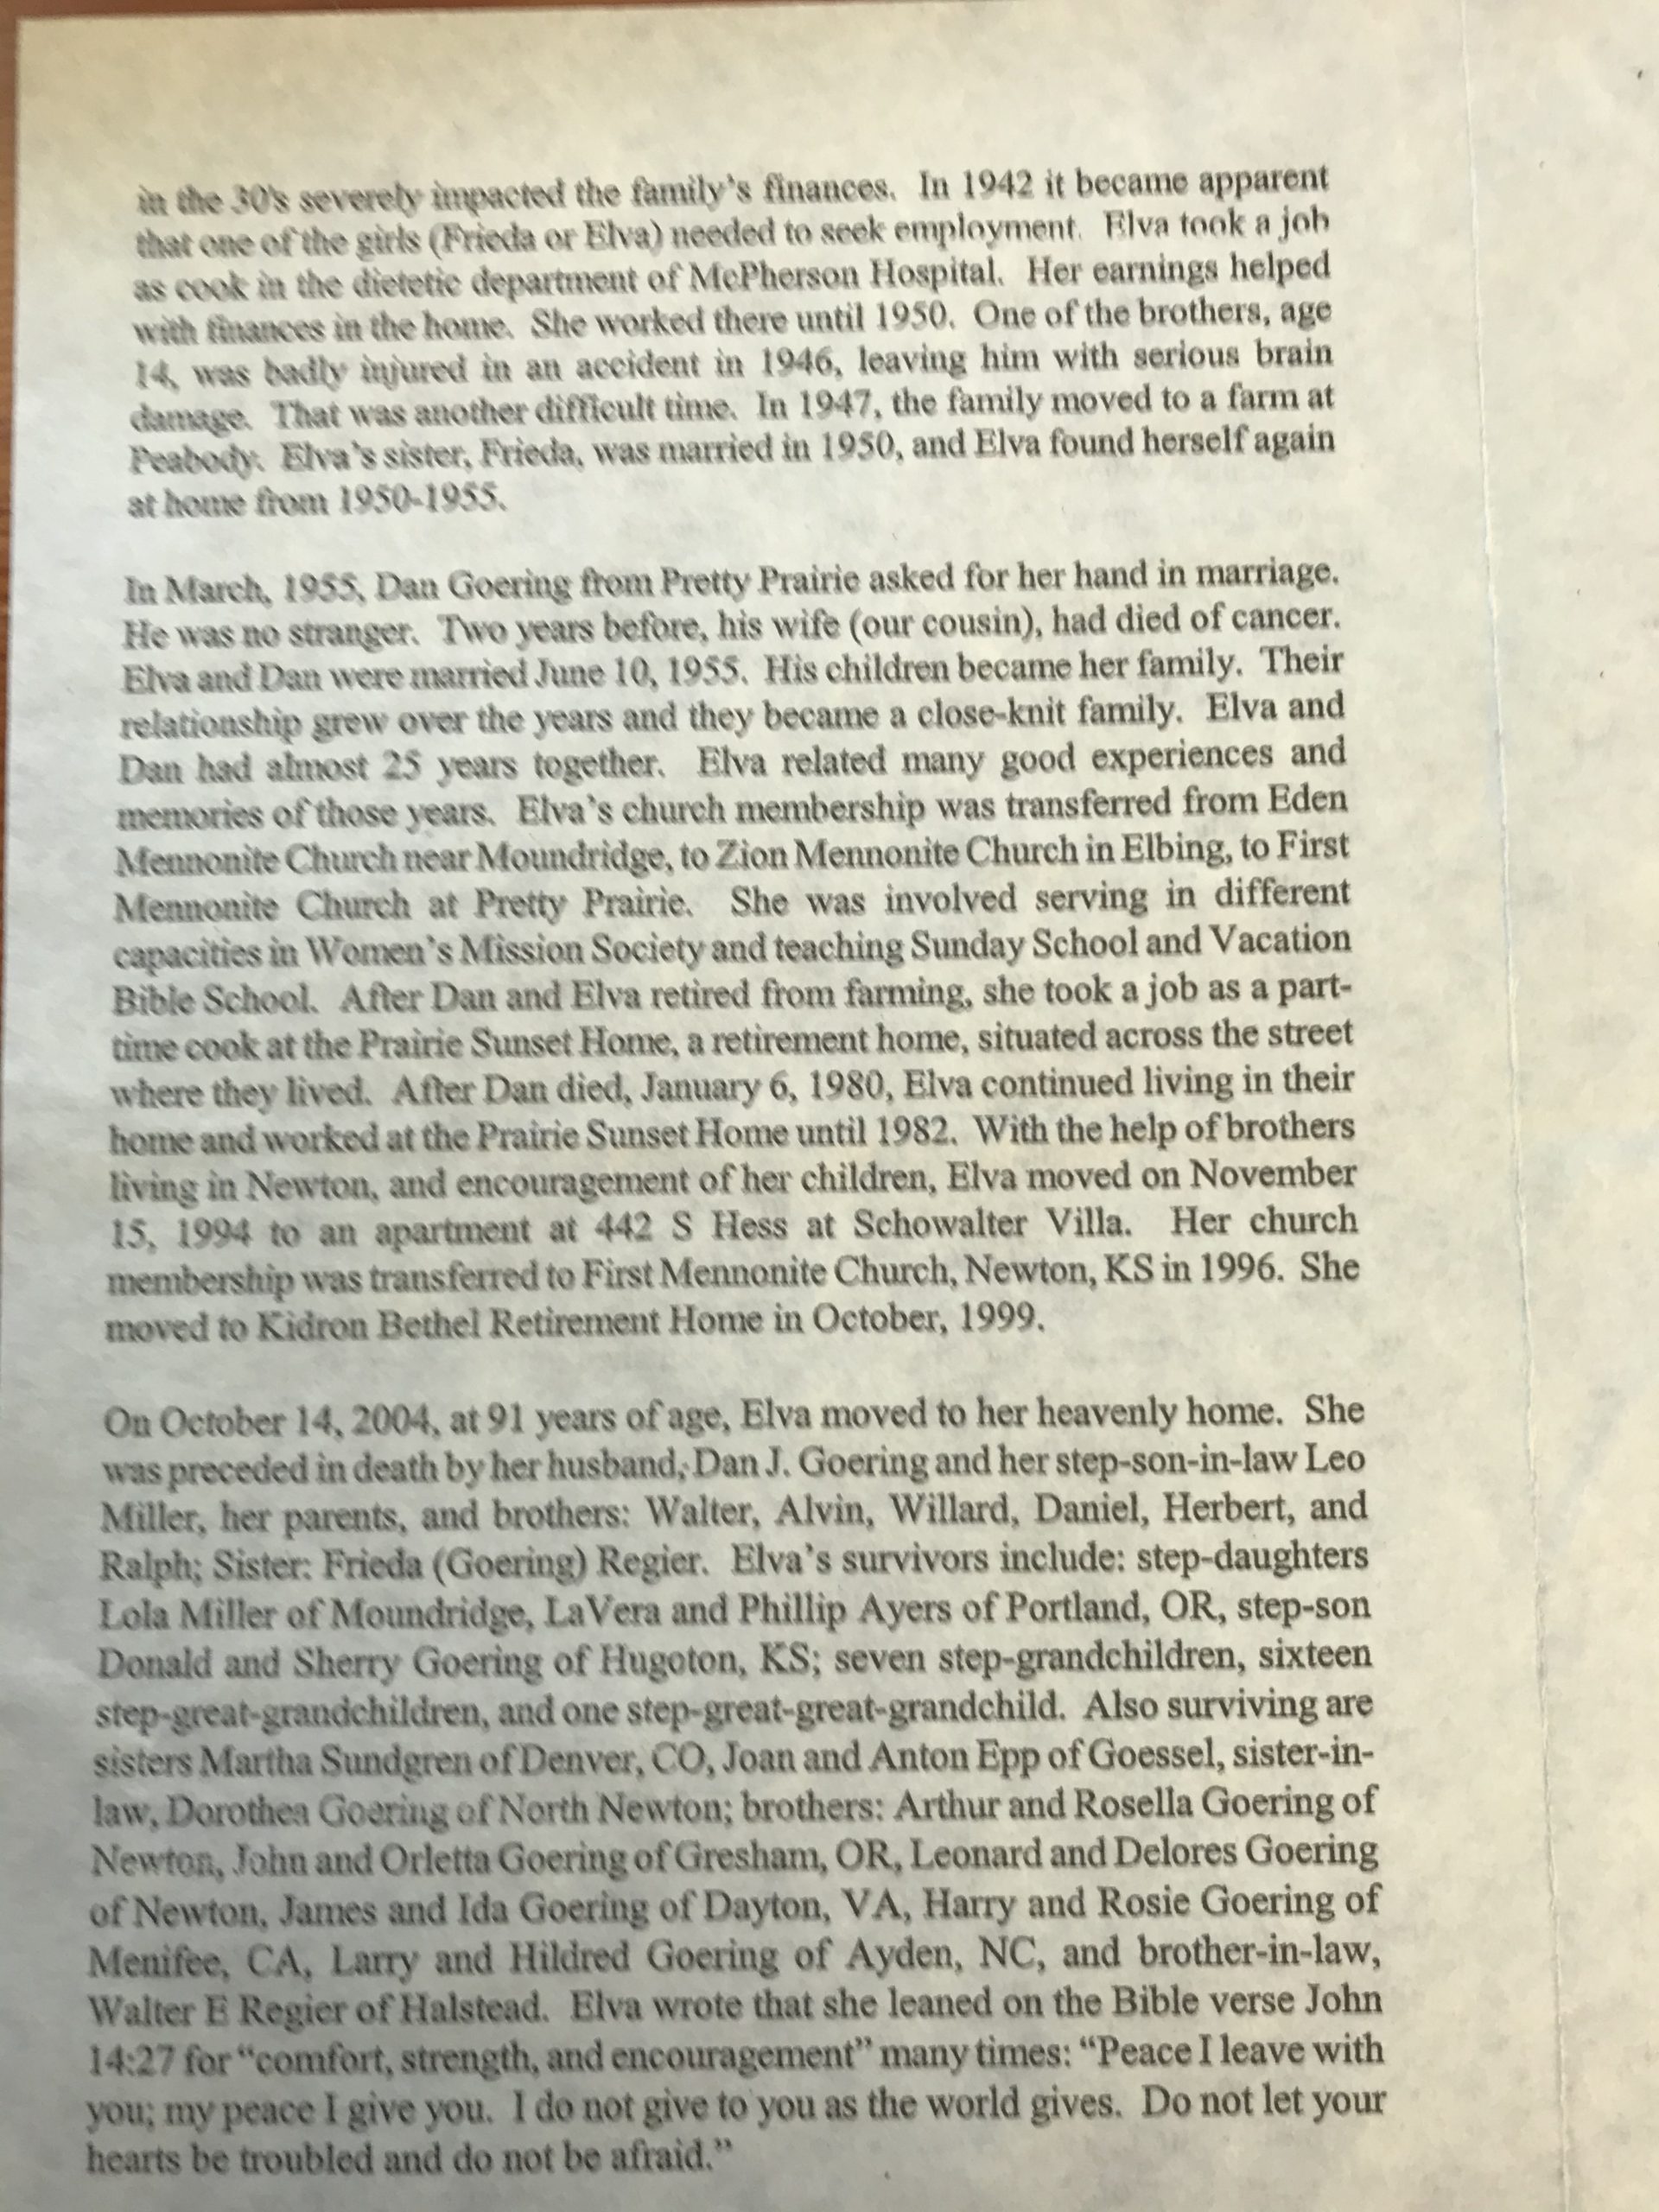 in the 30's severely impacted the family's finances. In 1942 it became apparent
that one of the girls (Frieda or Elva) needed to seek employment. Elva took a job
as cook in the dietetic department of McPherson Hospital. Her earnings helped
with finances in the home. She worked there until 1950. One of the brothers, age
14, was badly injured in an accident in 1946, leaving him with serious brain
damage. That was another difficult time. In 1947, the family moved to a farm at
Peabody. Elva's sister, Frieda, was married in 1950, and Elva found herself again
at home from 1950-1955.
In March, 1955, Dan Goering from Pretty Prairie asked for her hand in marriage.
He was no stranger. Two years before, his wife (our cousin), had died of cancer.
Elva and Dan were married June 10, 1955. His children became her family. Their
relationship grew over the years and they became a close-knit family. Elva and
Dan had almost 25 years together. Elva related many good experiences and
memories of those years. Elva's church membership was transferred from Eden
Mennonite Church near Moundridge, to Zion Mennonite Church in Elbing, to First
Mennonite Church at Pretty Prairie. She was involved serving in different
capacities in Women's Mission Society and teaching Sunday School and Vacation
Bible School. After Dan and Elva retired from farming, she took a job as a part-
time cook at the Prairie Sunset Home, a retirement home, situated across the street
where they lived. After Dan died, January 6, 1980, Elva continued living in their
home and worked at the Prairie Sunset Home until 1982. With the help of brothers
living in Newton, and encouragement of her children, Elva moved on November
15, 1994 to an apartment at 442 S Hess at Schowalter Villa. Her church
membership was transferred to First Mennonite Church, Newton, KS in 1996. She
moved to Kidron Bethel Retirement Home in October, 1999.
On October 14, 2004, at 91 years of age, Elva moved to her heavenly home. She
was preceded in death by her husband, Dan J. Goering and her step-son-in-law Leo
Miller, her parents, and brothers: Walter, Alvin, Willard, Daniel, Herbert, and
Ralph; Sister: Frieda (Goering) Regier. Elva's survivors include: step-daughters
Lola Miller of Moundridge, LaVera and Phillip Ayers of Portland, OR, step-son
Donald and Sherry Goering of Hugoton, KS; seven step-grandchildren, sixteen
step-great-grandchildren, and one step-great-great-grandchild. Also surviving are
sisters Martha Sundgren of Denver, CO, Joan and Anton Epp of Goessel, sister-in-
law, Dorothea Goering of North Newton; brothers: Arthur and Rosella Goering of
Newton, John and Orletta Goering of Gresham, OR, Leonard and Delores Goering
of Newton, James and Ida Goering of Dayton, VA, Harry and Rosie Goering of
Menifee, CA, Larry and Hildred Goering of Ayden, NC, and brother-in-law,
Walter E Regier of Halstead. Elva wrote that she leaned on the Bible verse John
14:27 for "comfort, strength, and encouragement" many times: "Peace I leave with
you; my peace I give you. I do not give to you as the world gives. Do not let your
hearts be troubled and do not be afraid."